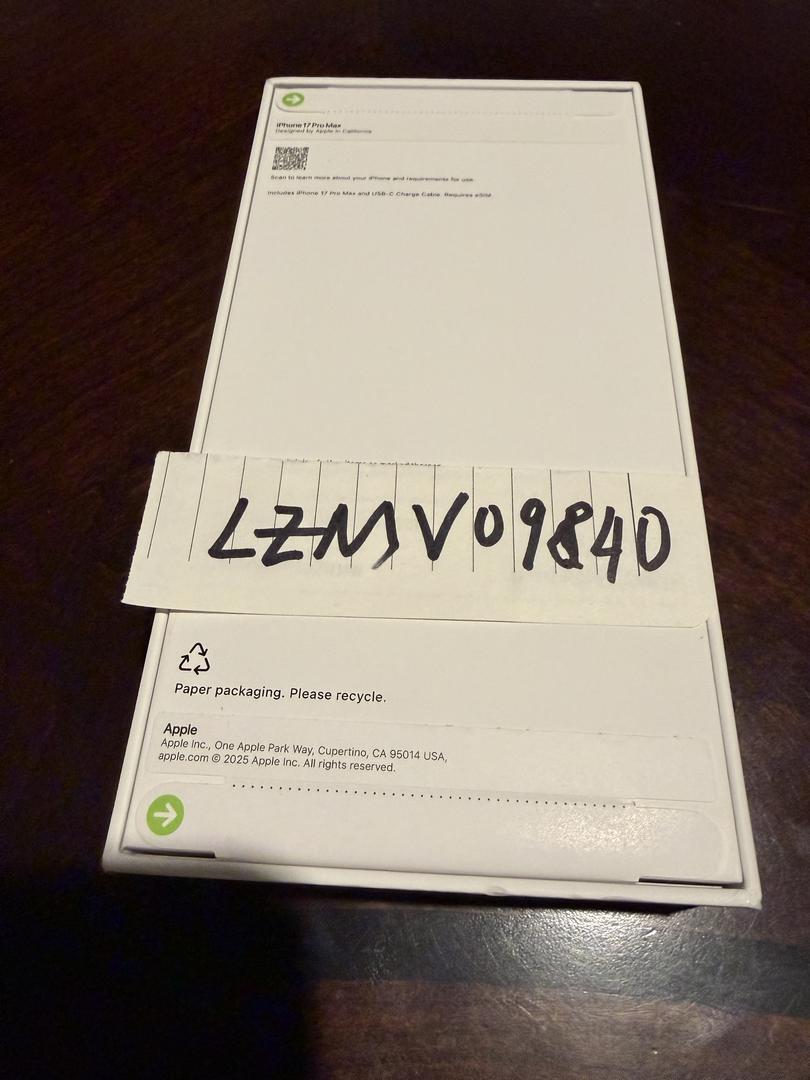 iPhone 17 Pro Max
Designed by Apple in California
Scan to learn more about your iPhone and requirements for use.
Includes iPhone 17 Pro Max and USB-C Charge Cable. Requires eSIM.
LZMV09840
Paper packaging. Please recycle.
Apple
Apple Inc., One Apple Park Way, Cupertino, CA 95014 USA,
apple.com © 2025 Apple Inc. All rights reserved.